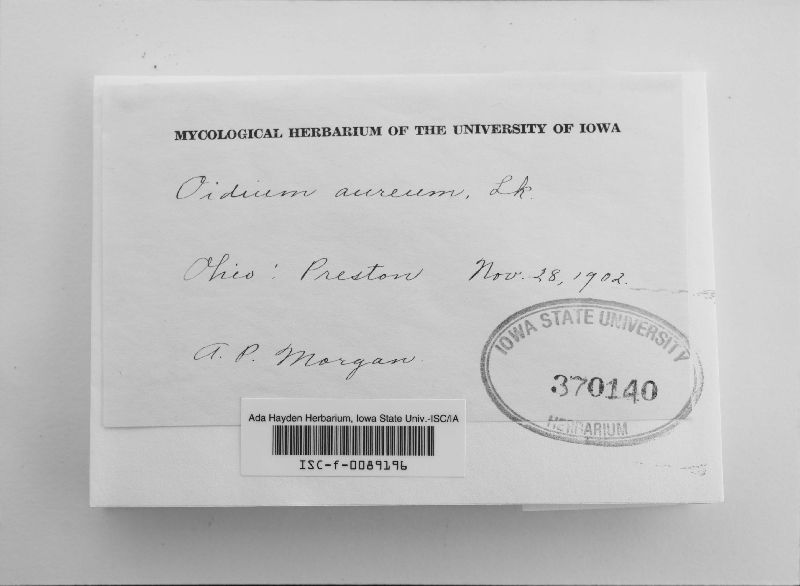 MYCOLOGICAL HERBARIUM OF THE UNIVERSITY OF IOWA
Oidium aureum, Lk.
Ohio: Preston Nov. 28, 1902.
A. P. Morgan.
IOWA STATE UNIVERSITY
370140
HERBARIUM
Ada Hayden Herbarium, Iowa State Univ.-ISC/IA
ISC-f-0089196